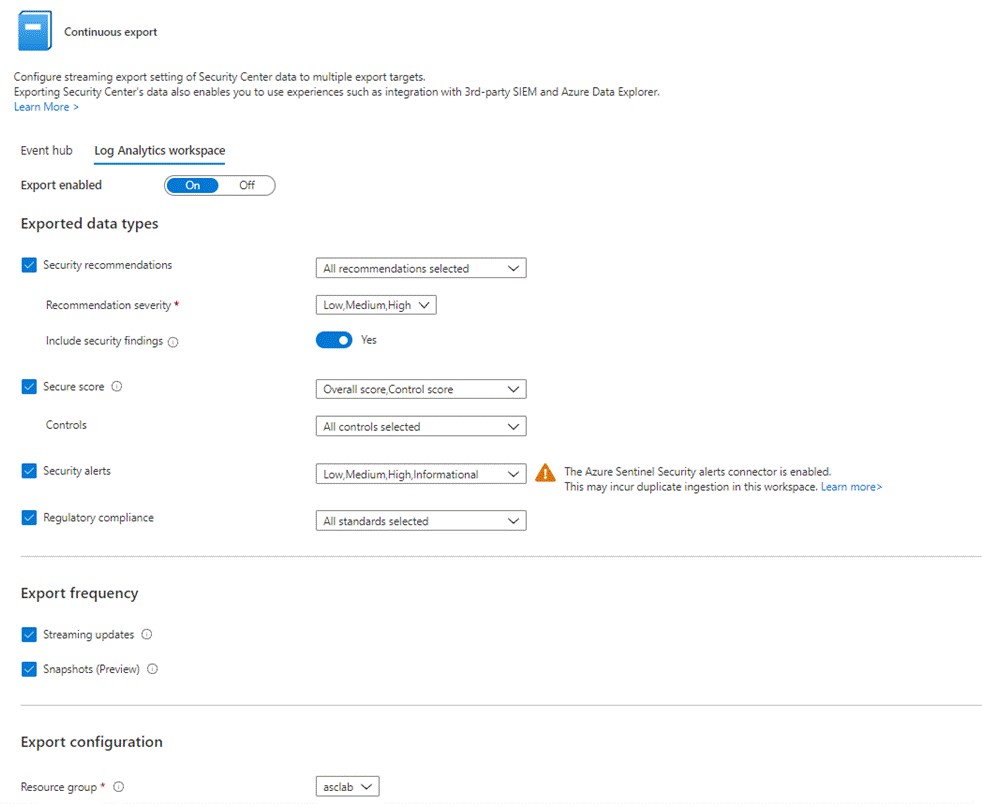 Continuous export
Configure streaming export setting of Security Center data to multiple export targets.
Exporting Security Center's data also enables you to use experiences such as integration with 3rd-party SIEM and Azure Data Explorer.
Learn More >
Event hub Log Analytics workspace
Export enabled On Off
Exported data types
Security recommendations All recommendations selected
Recommendation severity * Low,Medium,High
Include security findings Yes
Secure score Overall score,Control score
Controls All controls selected
Security alerts Low,Medium,High,Informational The Azure Sentinel Security alerts connector is enabled.
This may incur duplicate ingestion in this workspace. Learn more>
Regulatory compliance All standards selected
Export frequency
Streaming updates
Snapshots (Preview)
Export configuration
Resource group * asclab